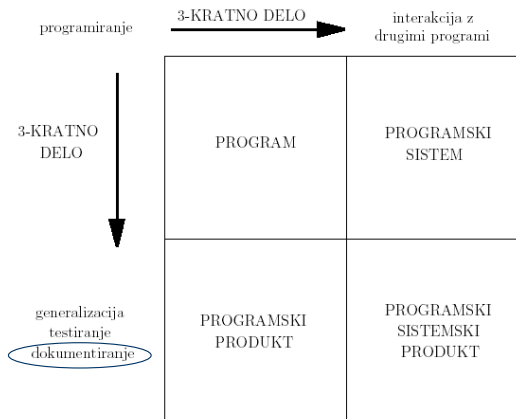 programiranje
3-KRATNO DELO
interakcija z
drugimi programi
3-KRATNO
DELO
PROGRAM
PROGRAMSKI
SISTEM
generalizacija
testiranje
dokumentiranje
PROGRAMSKI
PRODUKT
PROGRAMSKI
SISTEMSKI
PRODUKT